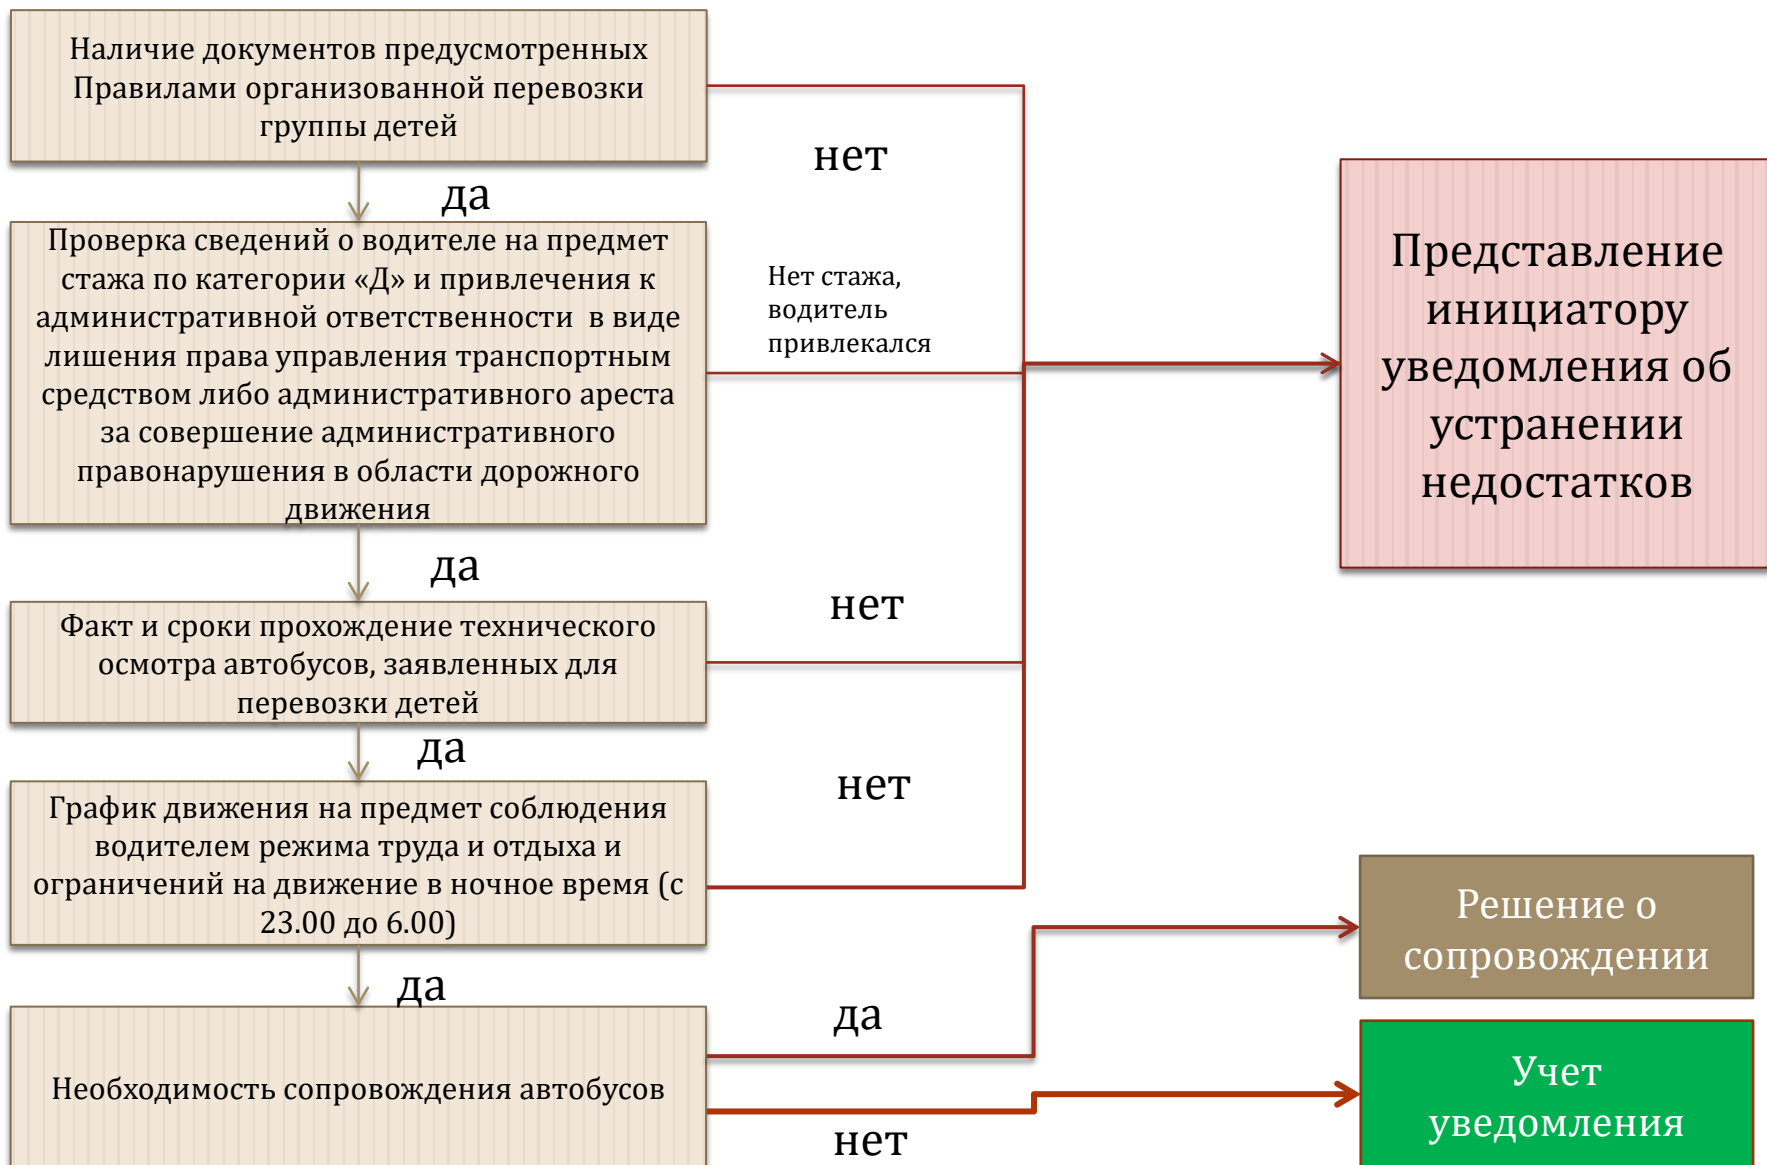 Наличие документов предусмотренных
Правилами организованной перевозки
группы детей
нет
да
Проверка сведений о водителе на предмет
стажа по категории «Д» и привлечения к
административной ответственности в виде
лишения права управления транспортным
средством либо административного ареста
за совершение административного
правонарушения в области дорожного
движения
Нет стажа,
водитель
привлекался
Представление
инициатору
уведомления об
устранении
недостатков
да
Факт и сроки прохождение технического
осмотра автобусов, заявленных для
перевозки детей
нет
да
График движения на предмет соблюдения
водителем режима труда и отдыха и
ограничений на движение в ночное время (с
23.00 до 6.00)
нет
да
Необходимость сопровождения автобусов
да
Решение о
сопровождении
нет
Учет
уведомления